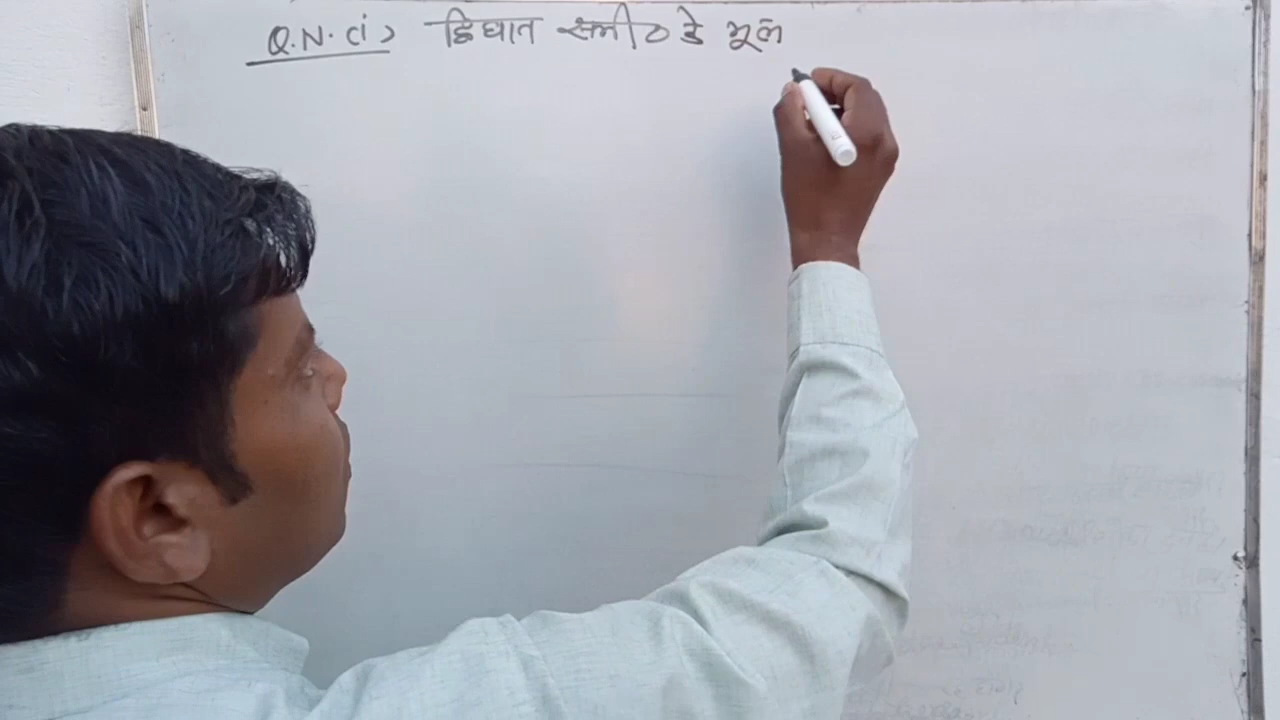 Q.N.(i) द्विघात समी० के मूल